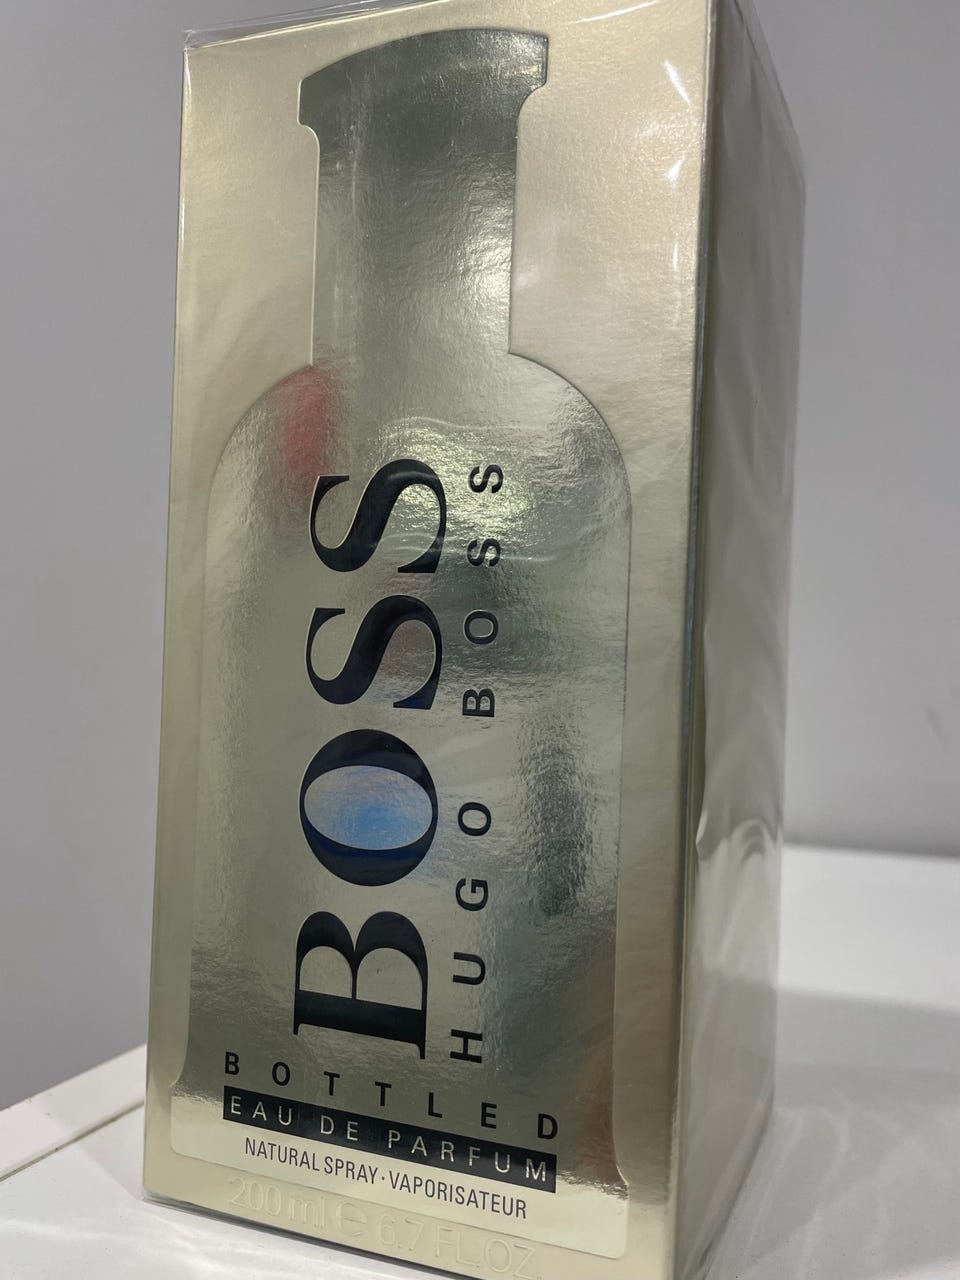 BOSS
HUGO BOSS
BOTTLED
EAU DE PARFUM
NATURAL SPRAY·VAPORISATEUR
200 ml ℮ 6.7 FL.OZ.